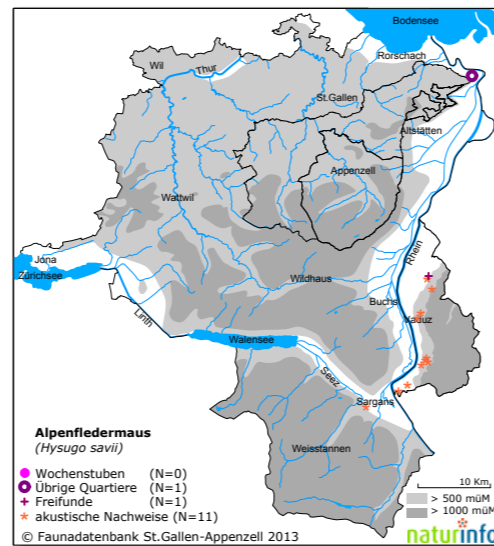 Bodensee
Rorschach
Wil
Thur
St.Gallen
Altstätten
Appenzell
Wattwil
Rhein
Jona
Zürichsee
Wildhaus
Buchs
Linth
Vaduz
Walensee
Seez
Sargans
Weisstannen
Alpenfledermaus
(Hysugo savii)
Wochenstuben (N=0)
Übrige Quartiere (N=1)
Freifunde (N=1)
akustische Nachweise (N=11)
© Faunadatenbank St.Gallen-Appenzell 2013
10 Km
> 500 müM
> 1000 müM
naturinfo